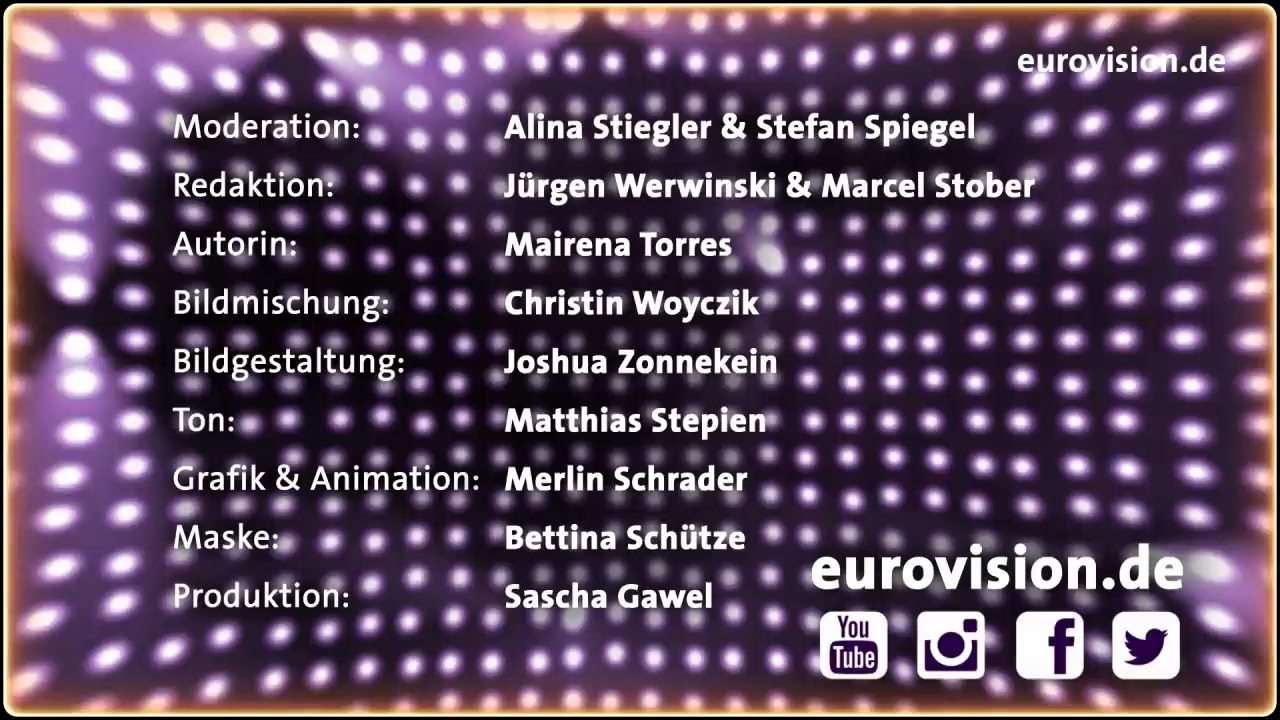 eurovision.de
Moderation: Alina Stiegler & Stefan Spiegel
Redaktion: Jürgen Werwinski & Marcel Stober
Autorin: Mairena Torres
Bildmischung: Christin Woyczik
Bildgestaltung: Joshua Zonnekein
Ton: Matthias Stepien
Grafik & Animation: Merlin Schrader
Maske: Bettina Schütze
Produktion: Sascha Gawel
eurovision.de
You
Tube